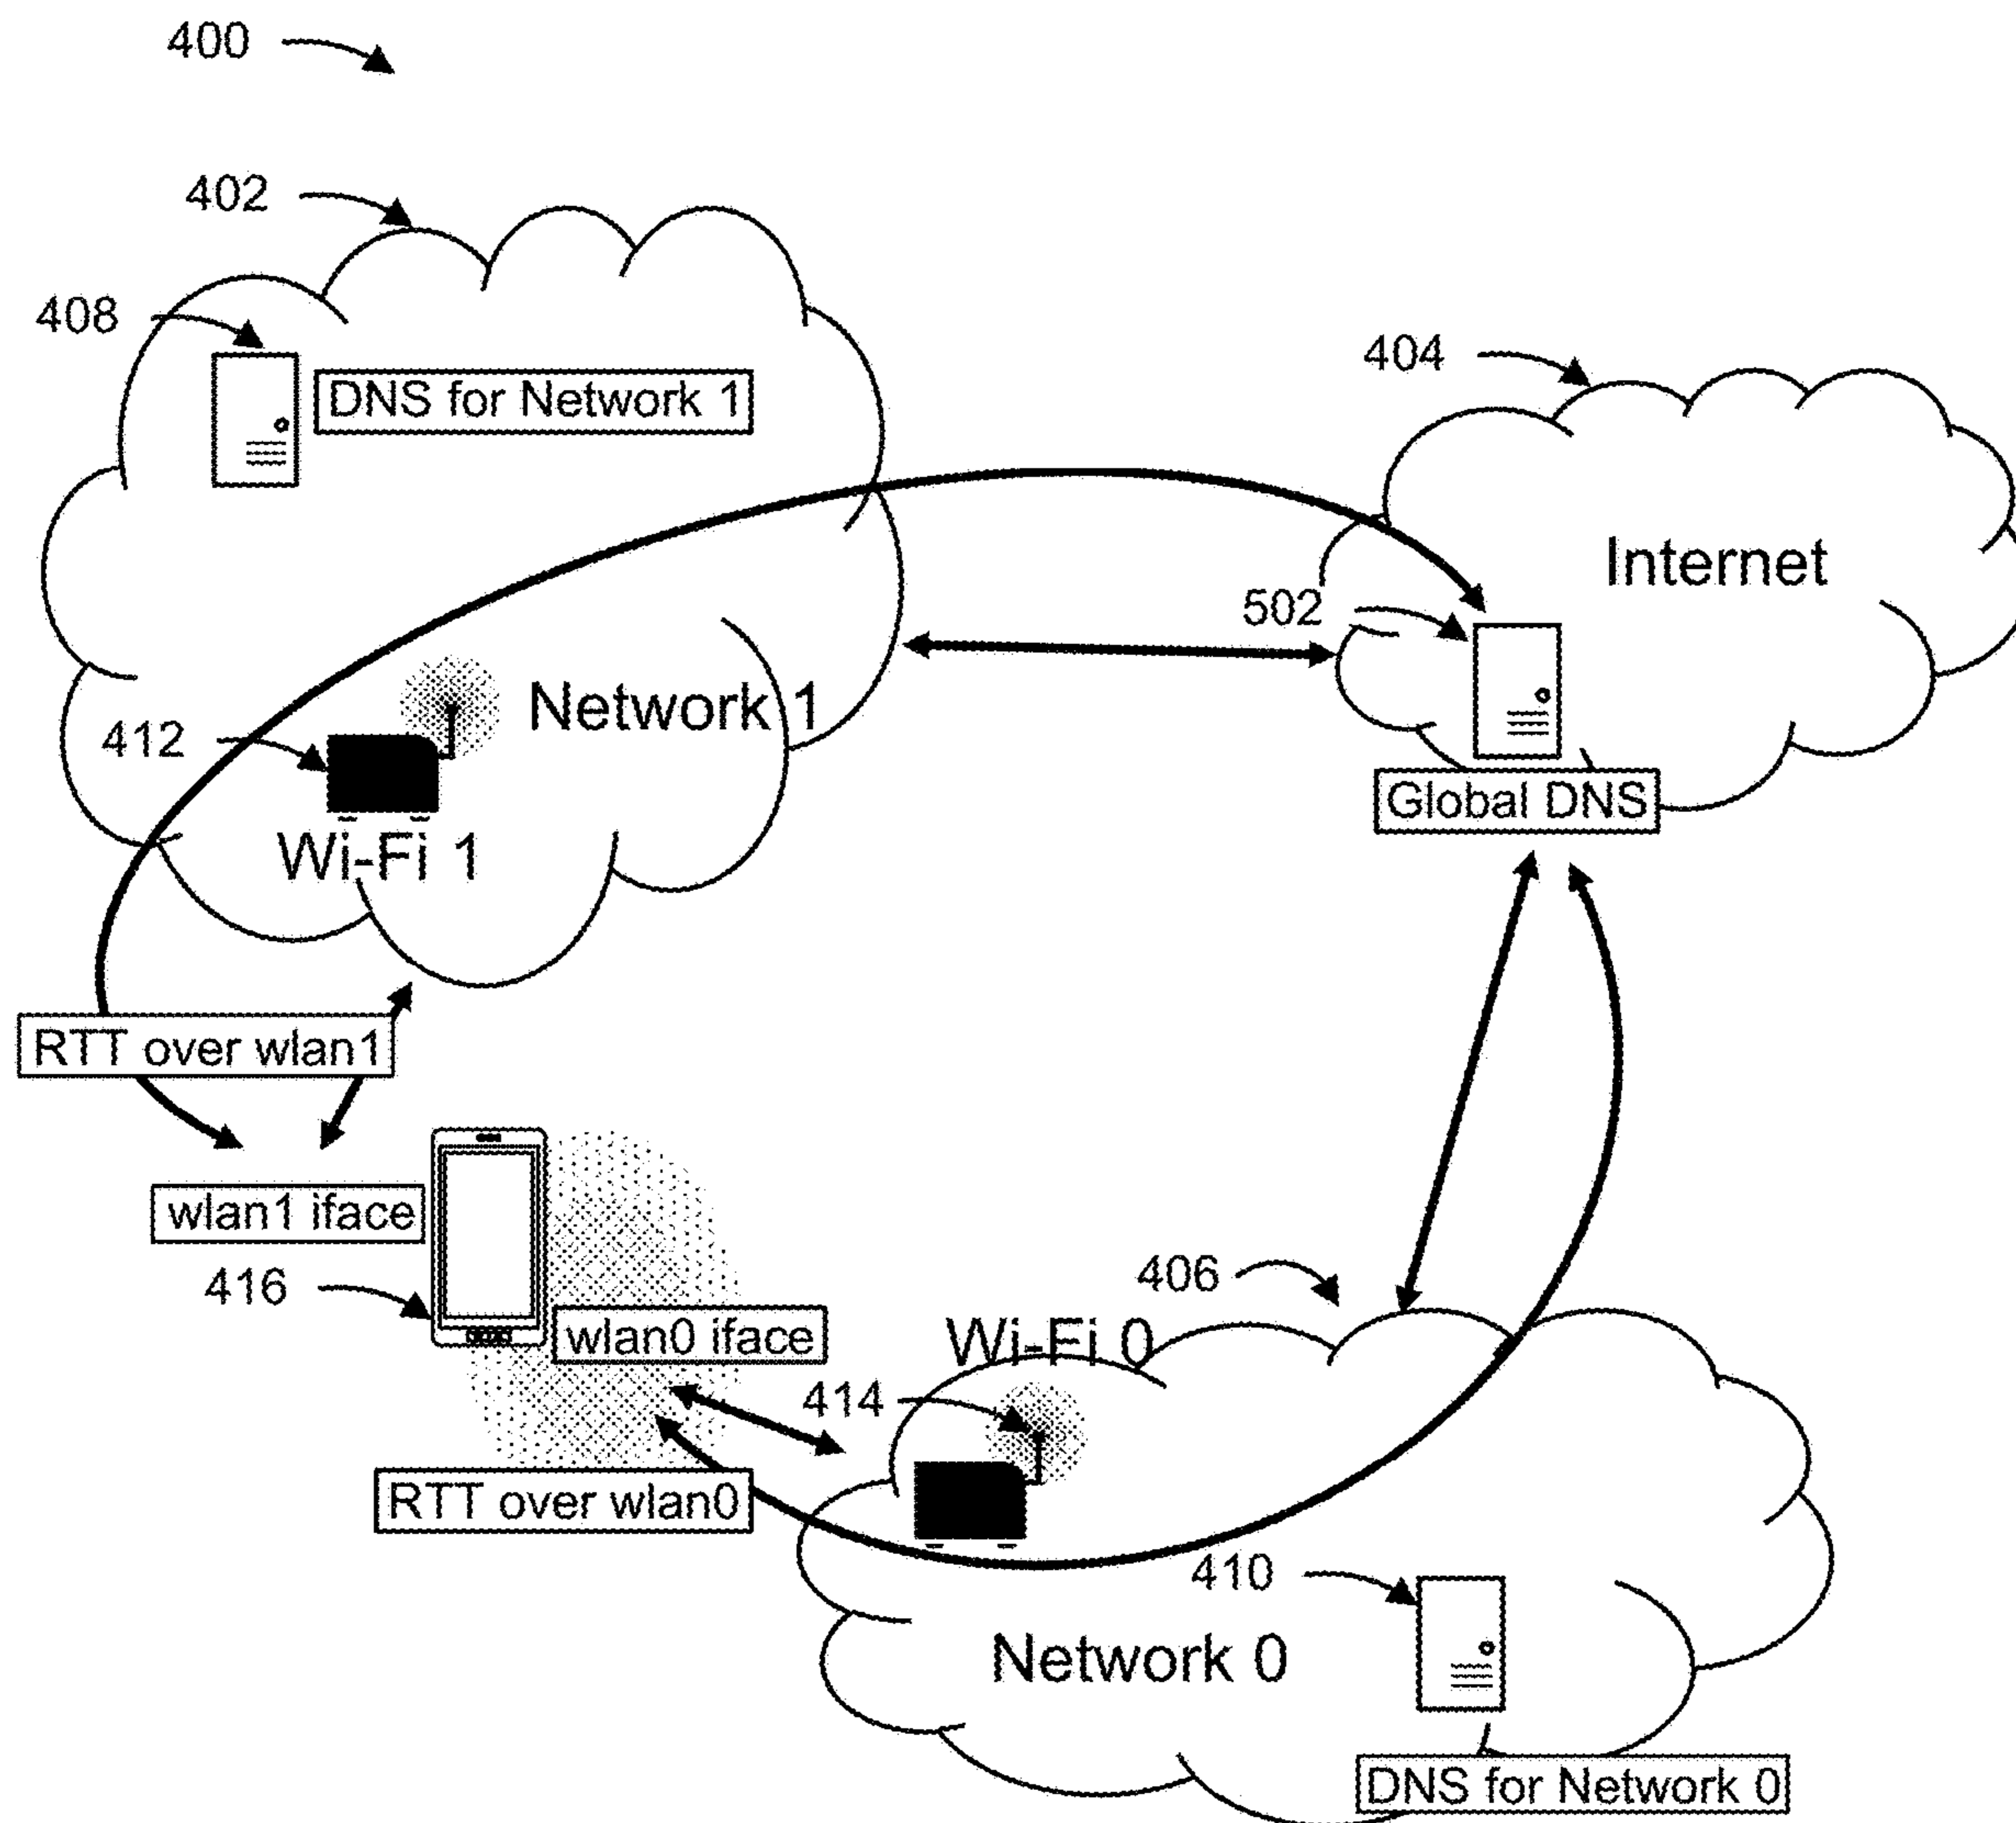 400
402
408
DNS for Network 1
404
Internet
502
Network 1
412
Wi-Fi 1
Global DNS
RTT over wlan1
wlan1 iface
416
wlan0 iface
406
Wi-Fi 0
414
RTT over wlan0
410
Network 0
DNS for Network 0